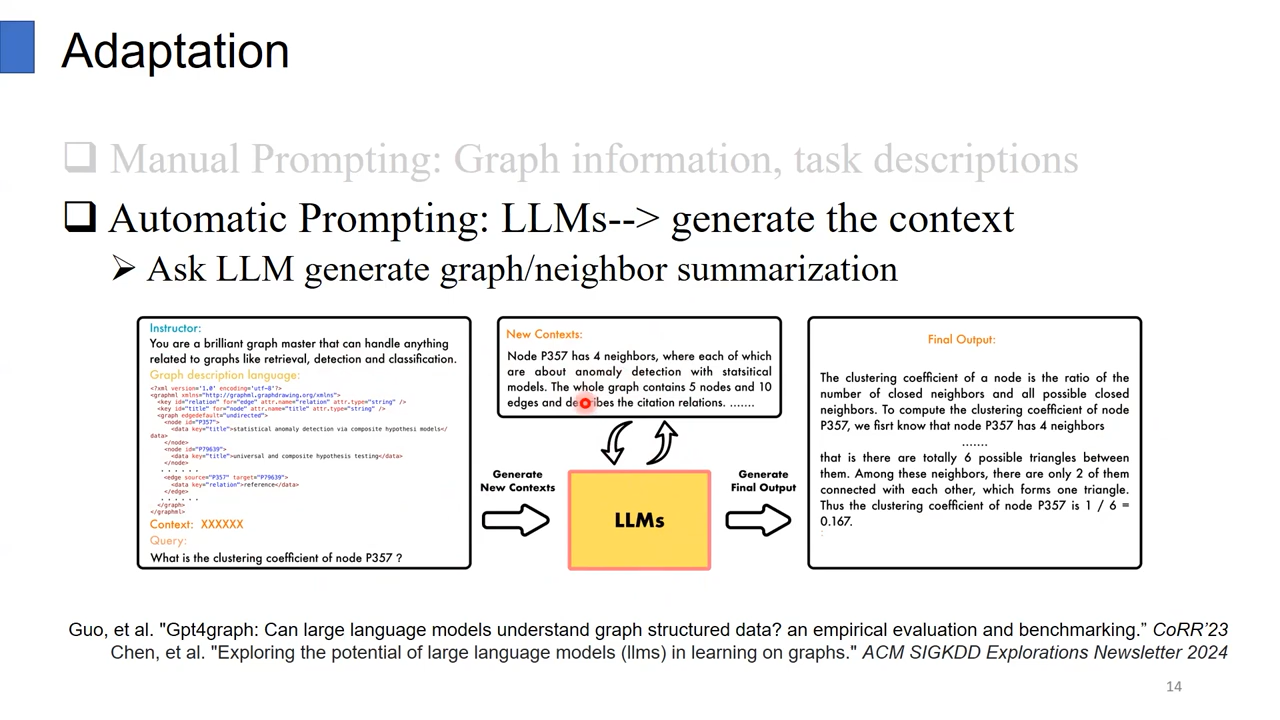 Adaptation
Manual Prompting: Graph information, task descriptions
Automatic Prompting: LLMs--> generate the context
Ask LLM generate graph/neighbor summarization
Instructor:
You are a brilliant graph master that can handle anything
related to graphs like retrieval, detection and classification.
Graph description language:
<?xml version='1.0' encoding='utf-8'?>
<graphml xmlns="http://graphml.graphdrawing.org/xmlns">
<key id="relation" for="edge" attr.name="relation" attr.type="string" />
<key id="title" for="node" attr.name="title" attr.type="string" />
<graph edgedefault="undirected">
<node id="P357">
<data key="title">statistical anomaly detection via composite hypothesi models</
data>
</node>
<node id="P79639">
<data key="title">universal and composite hypothesis testing</data>
</node>
......
<edge source="P357" target="P79639">
<data key="relation">reference</data>
</edge>
......
</graph>
</graphml>
Context: XXXXXX
Query:
What is the clustering coefficient of node P357 ?
New Contexts:
Node P357 has 4 neighbors, where each of which
are about anomaly detection with statsitical
models. The whole graph contains 5 nodes and 10
edges and describes the citation relations. .......
Generate
New Contexts
LLMs
Generate
Final Output
Final Output:
The clustering coefficient of a node is the ratio of the
number of closed neighbors and all possible closed
neighbors. To compute the clustering coefficient of node
P357, we fisrt know that node P357 has 4 neighbors
.......
that is there are totally 6 possible triangles between
them. Among these neighbors, there are only 2 of them
connected with each other, which forms one triangle.
Thus the clustering coefficient of node P357 is 1 / 6 =
0.167.
Guo, et al. "Gpt4graph: Can large language models understand graph structured data? an empirical evaluation and benchmarking.” CoRR’23
Chen, et al. "Exploring the potential of large language models (llms) in learning on graphs." ACM SIGKDD Explorations Newsletter 2024
14